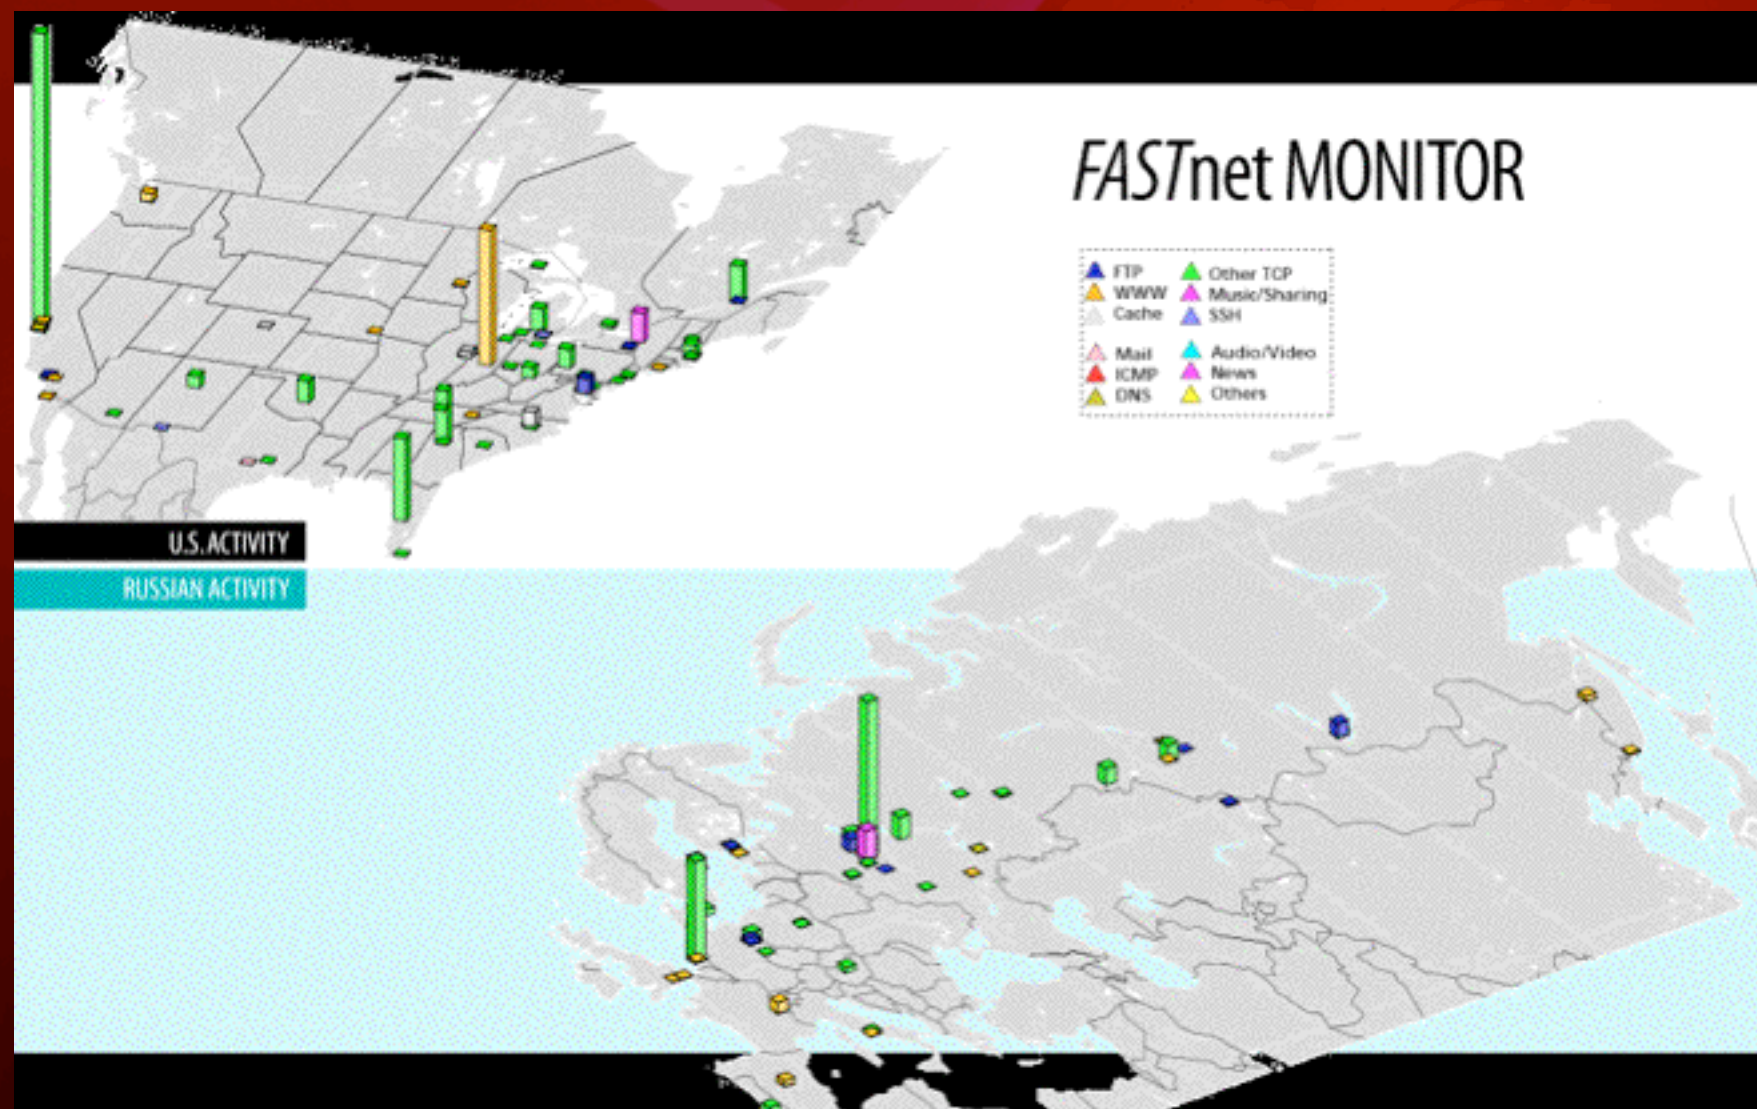 FASTnet MONITOR
FTP
WWW
Cache
Mail
ICMP
DNS
Other TCP
Music/Sharing
SSH
Audio/Video
News
Others
U.S. ACTIVITY
RUSSIAN ACTIVITY